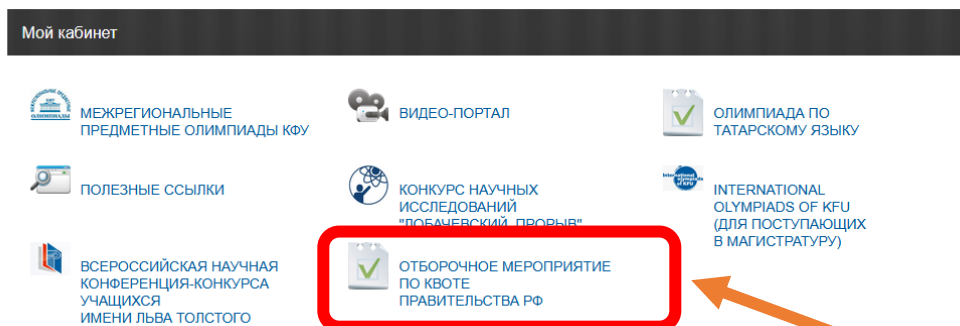 Мой кабинет
МЕЖРЕГИОНАЛЬНЫЕ
ПРЕДМЕТНЫЕ ОЛИМПИАДЫ КФУ
ВИДЕО-ПОРТАЛ
ОЛИМПИАДА ПО
ТАТАРСКОМУ ЯЗЫКУ
ПОЛЕЗНЫЕ ССЫЛКИ
КОНКУРС НАУЧНЫХ
ИССЛЕДОВАНИЙ
"ЛОБАЧЕВСКИЙ. ПРОРЫВ"
INTERNATIONAL
OLYMPIADS OF KFU
(ДЛЯ ПОСТУПАЮЩИХ
В МАГИСТРАТУРУ)
ВСЕРОССИЙСКАЯ НАУЧНАЯ
КОНФЕРЕНЦИЯ-КОНКУРСА
УЧАЩИХСЯ
ИМЕНИ ЛЬВА ТОЛСТОГО
ОТБОРОЧНОЕ МЕРОПРИЯТИЕ
ПО КВОТЕ
ПРАВИТЕЛЬСТВА РФ